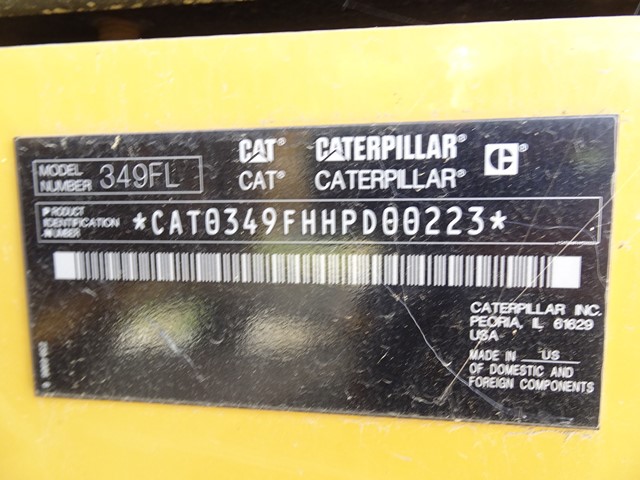 CAT® CATERPILLAR® C
CAT® CATERPILLAR®
MODEL
NUMBER 349FL
PRODUCT
IDENTIFICATION
NUMBER *CAT0349FHHPD00223*
CATERPILLAR INC.
PEORIA, IL 61629
USA
MADE IN US
OF DOMESTIC AND
FOREIGN COMPONENTS